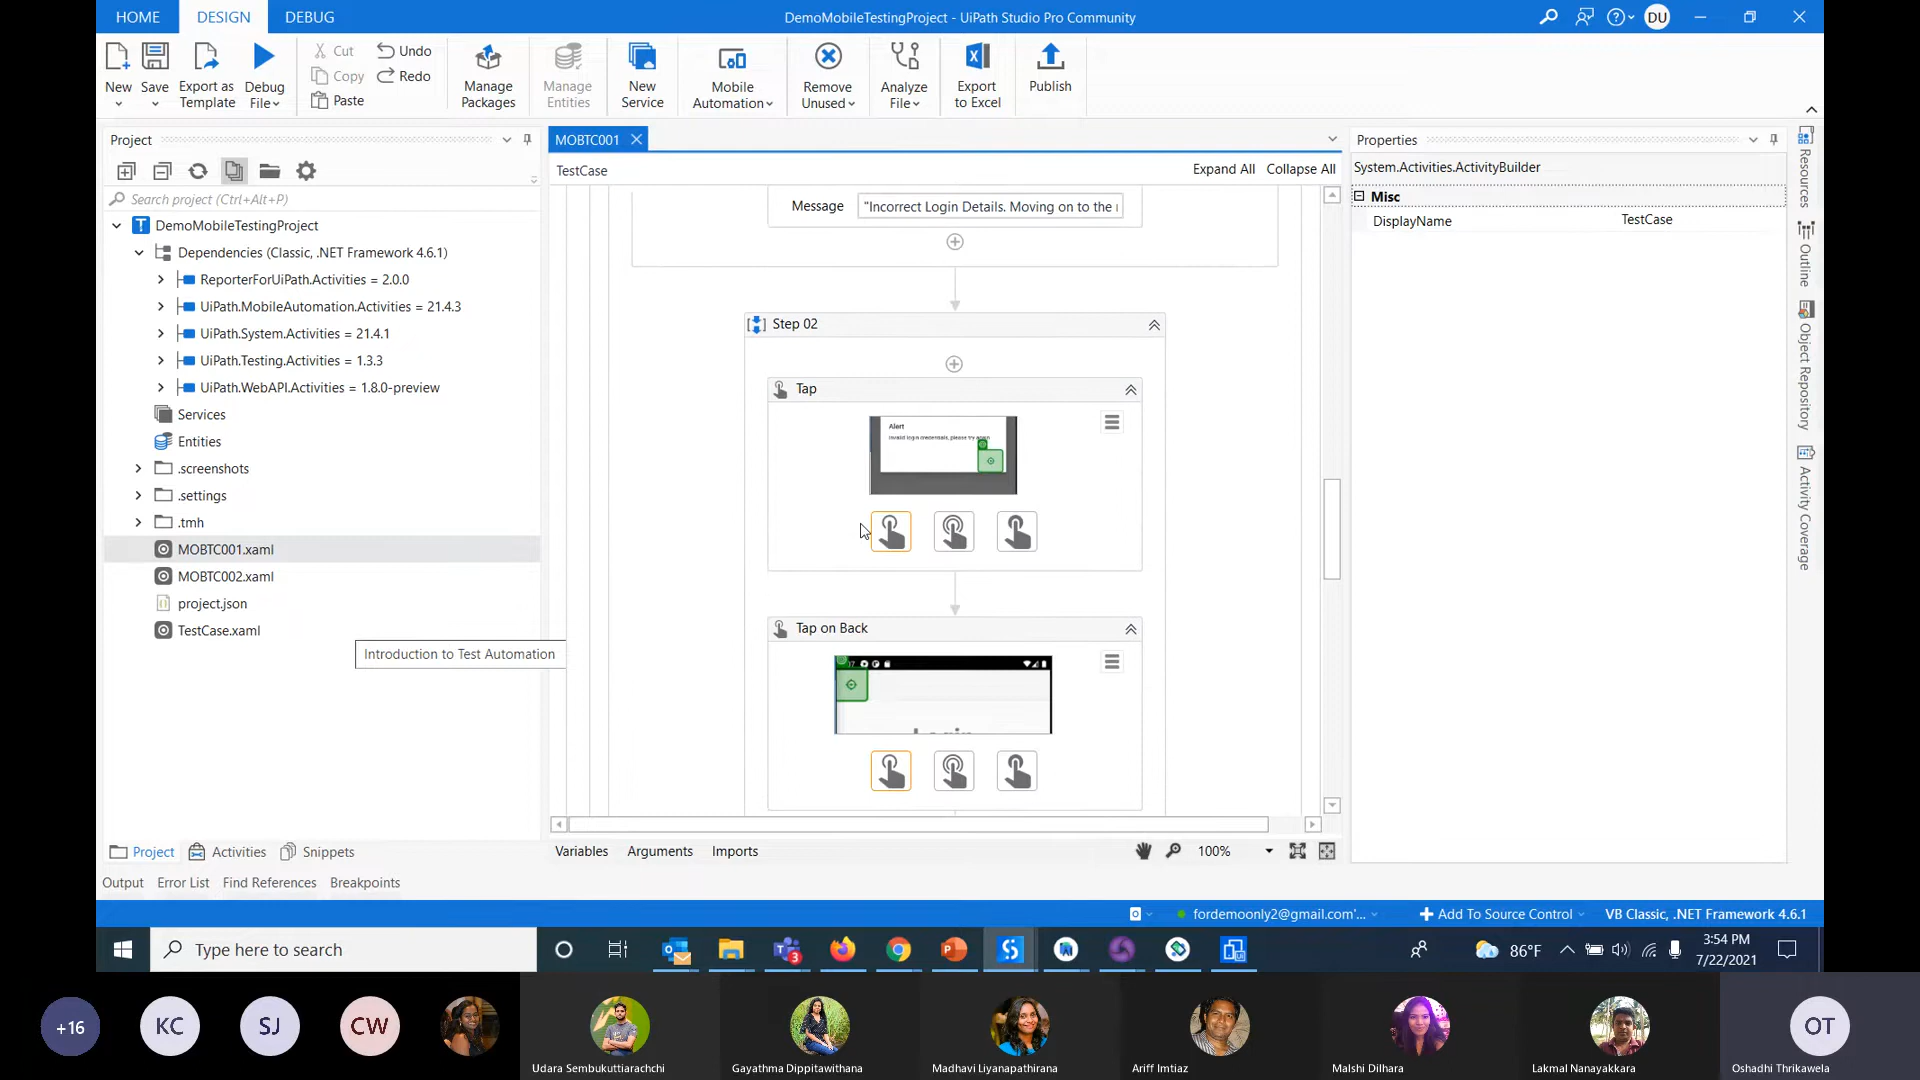 HOME
DESIGN
DEBUG
DemoMobileTestingProject - UiPath Studio Pro Community
DU
New
Save
Export as
Template
Debug
File
Cut
Copy
Paste
Undo
Redo
Manage
Packages
Manage
Entities
New
Service
Mobile
Automation
Remove
Unused
Analyze
File
Export
to Excel
Publish
Project
Search project (Ctrl+Alt+P)
DemoMobileTestingProject
Dependencies (Classic, .NET Framework 4.6.1)
ReporterForUiPath.Activities = 2.0.0
UiPath.MobileAutomation.Activities = 21.4.3
UiPath.System.Activities = 21.4.1
UiPath.Testing.Activities = 1.3.3
UiPath.WebAPI.Activities = 1.8.0-preview
Services
Entities
.screenshots
.settings
.tmh
MOBTC001.xaml
MOBTC002.xaml
project.json
TestCase.xaml
Introduction to Test Automation
Project
Activities
Snippets
MOBTC001
TestCase
Expand All
Collapse All
Message
"Incorrect Login Details. Moving on to the
Step 02
Tap
Alert
Invalid login credentials, please try again
Tap on Back
Login
Variables
Arguments
Imports
100%
Properties
System.Activities.ActivityBuilder
Misc
DisplayName
TestCase
Resources
Outline
Object Repository
Activity Coverage
Output
Error List
Find References
Breakpoints
fordemoonly2@gmail.com'...
Add To Source Control
VB Classic, .NET Framework 4.6.1
Type here to search
3
86°F
3:54 PM
7/22/2021
+16
KC
SJ
CW
Udara Sembukuttiarachchi
Gayathma Dippitawithana
Madhavi Liyanapathirana
Ariff Imtiaz
Malshi Dilhara
Lakmal Nanayakkara
OT
Oshadhi Thrikawela